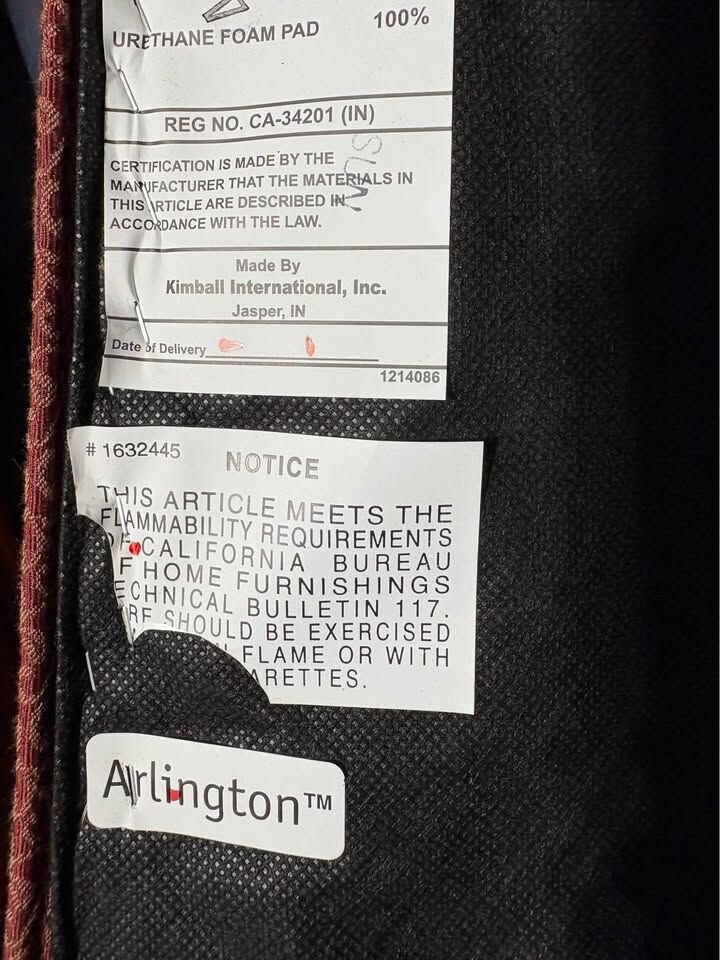 URETHANE FOAM PAD 100%
REG NO. CA-34201 (IN)
CERTIFICATION IS MADE BY THE
MANUFACTURER THAT THE MATERIALS IN
THIS ARTICLE ARE DESCRIBED IN
ACCORDANCE WITH THE LAW.
Made By
Kimball International, Inc.
Jasper, IN
Date of Delivery
1214086
# 1632445 NOTICE
THIS ARTICLE MEETS THE
FLAMMABILITY REQUIREMENTS
OF CALIFORNIA BUREAU
F HOME FURNISHINGS
ECHNICAL BULLETIN 117.
RE SHOULD BE EXERCISED
FLAME OR WITH
ARETTES.
Arlington™